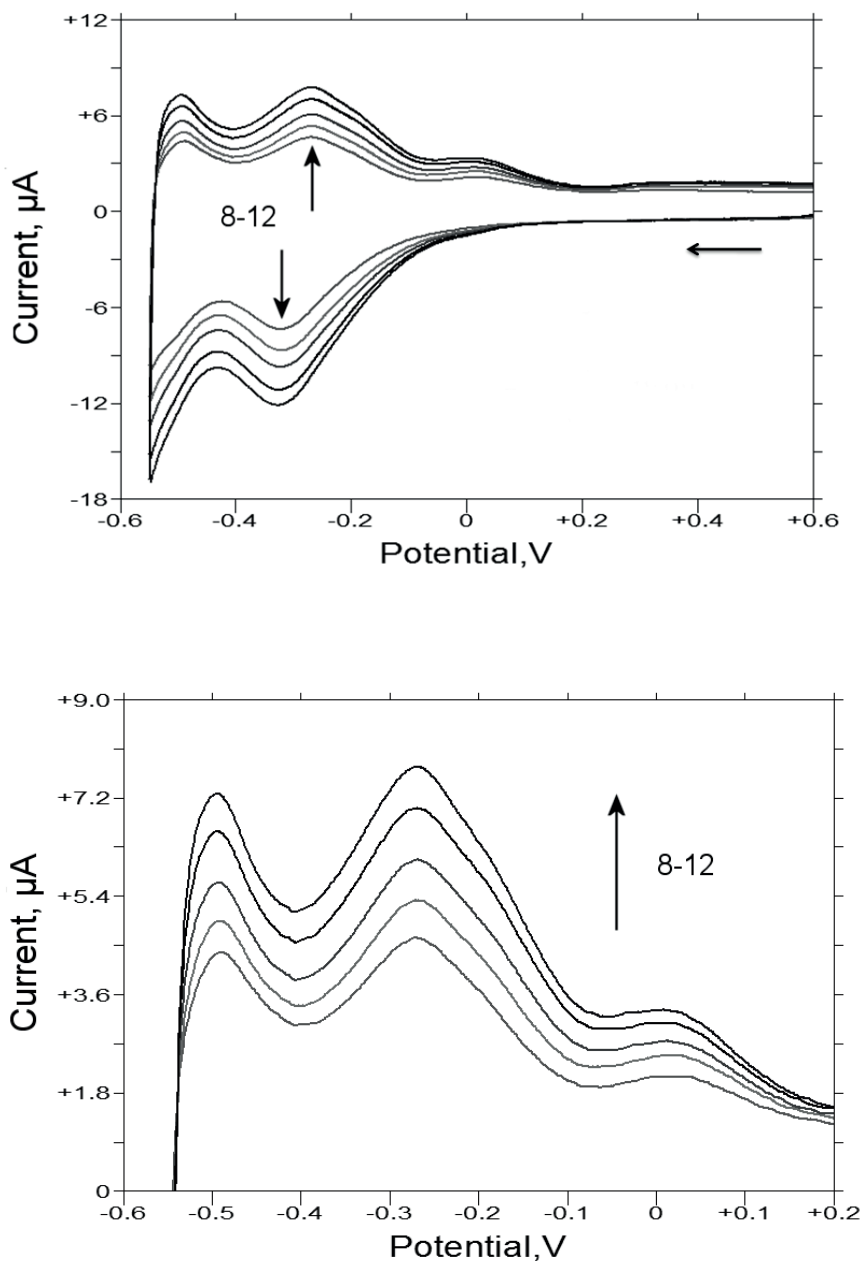 +12
+6
0
-6
-12
-18
Current, µA
8-12
-0.6 -0.4 -0.2 0 +0.2 +0.4 +0.6
Potential,V
+9.0
+7.2
+5.4
+3.6
+1.8
0
Current, µA
8-12
-0.6 -0.5 -0.4 -0.3 -0.2 -0.1 0 +0.1 +0.2
Potential,V